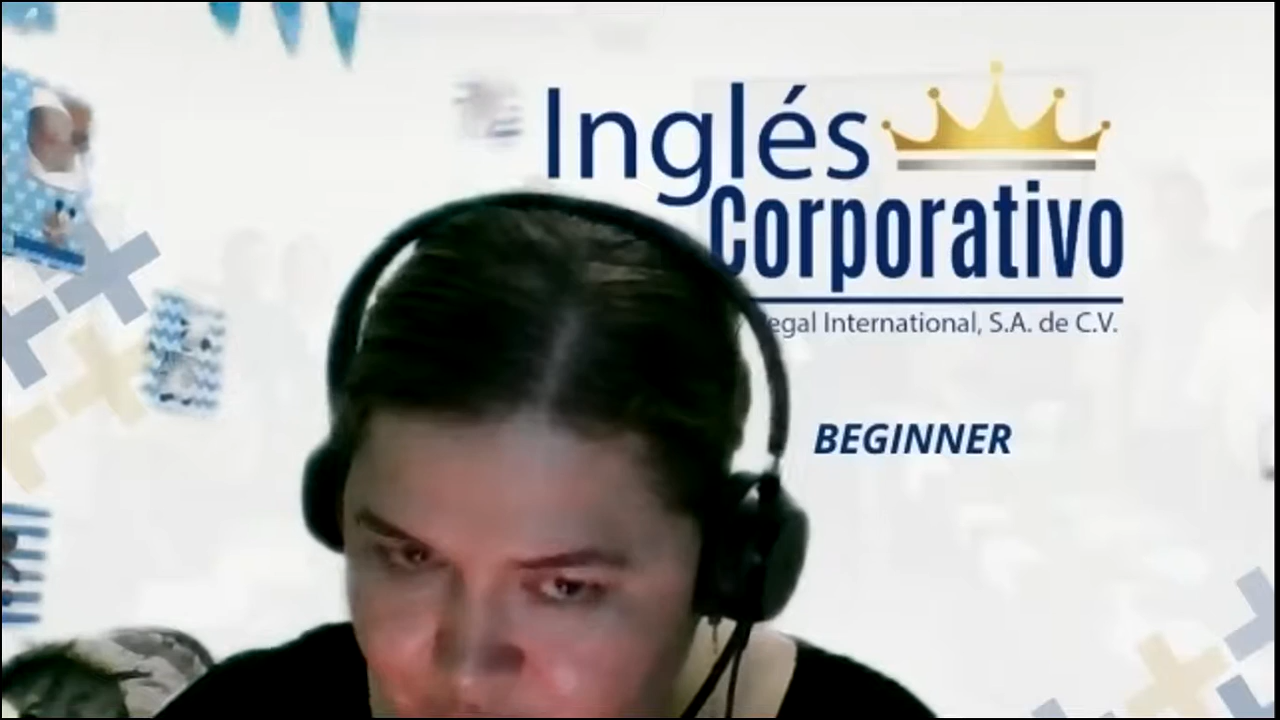 Inglés
Corporativo
egal International, S.A. de C.V.
BEGINNER